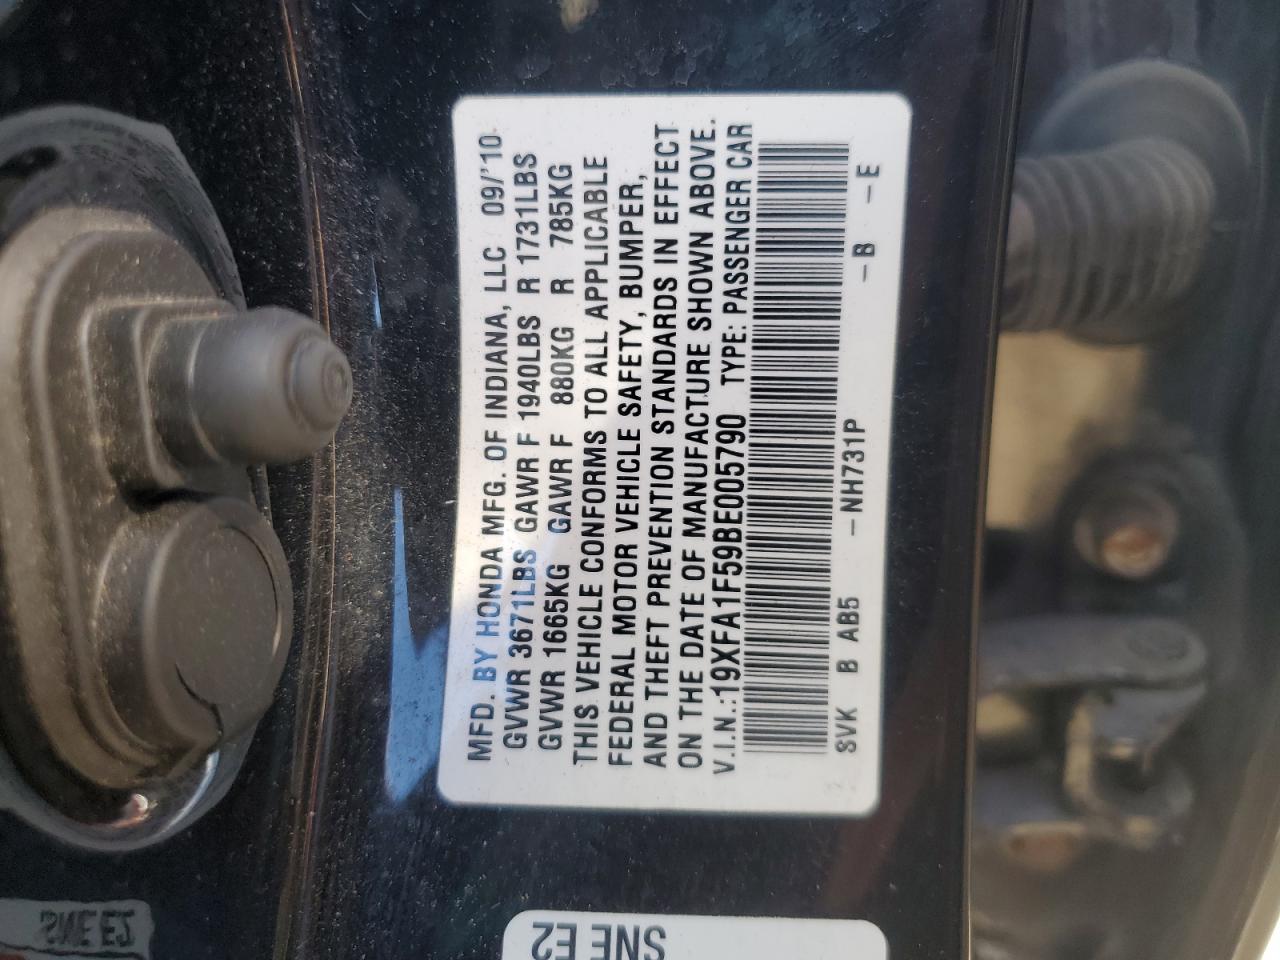 MFD. BY HONDA MFG. OF INDIANA, LLC 09/'10
GVWR 3671LBS GAWR F 1940LBS R 1731LBS
GVWR 1665KG GAWR F 880KG R 785KG
THIS VEHICLE CONFORMS TO ALL APPLICABLE
FEDERAL MOTOR VEHICLE SAFETY, BUMPER,
AND THEFT PREVENTION STANDARDS IN EFFECT
ON THE DATE OF MANUFACTURE SHOWN ABOVE.
V.I.N.:19XFA1F59BE005790 TYPE: PASSENGER CAR
SVK B AB5 -NH731P -B -E
SNE E2
SNE EJ